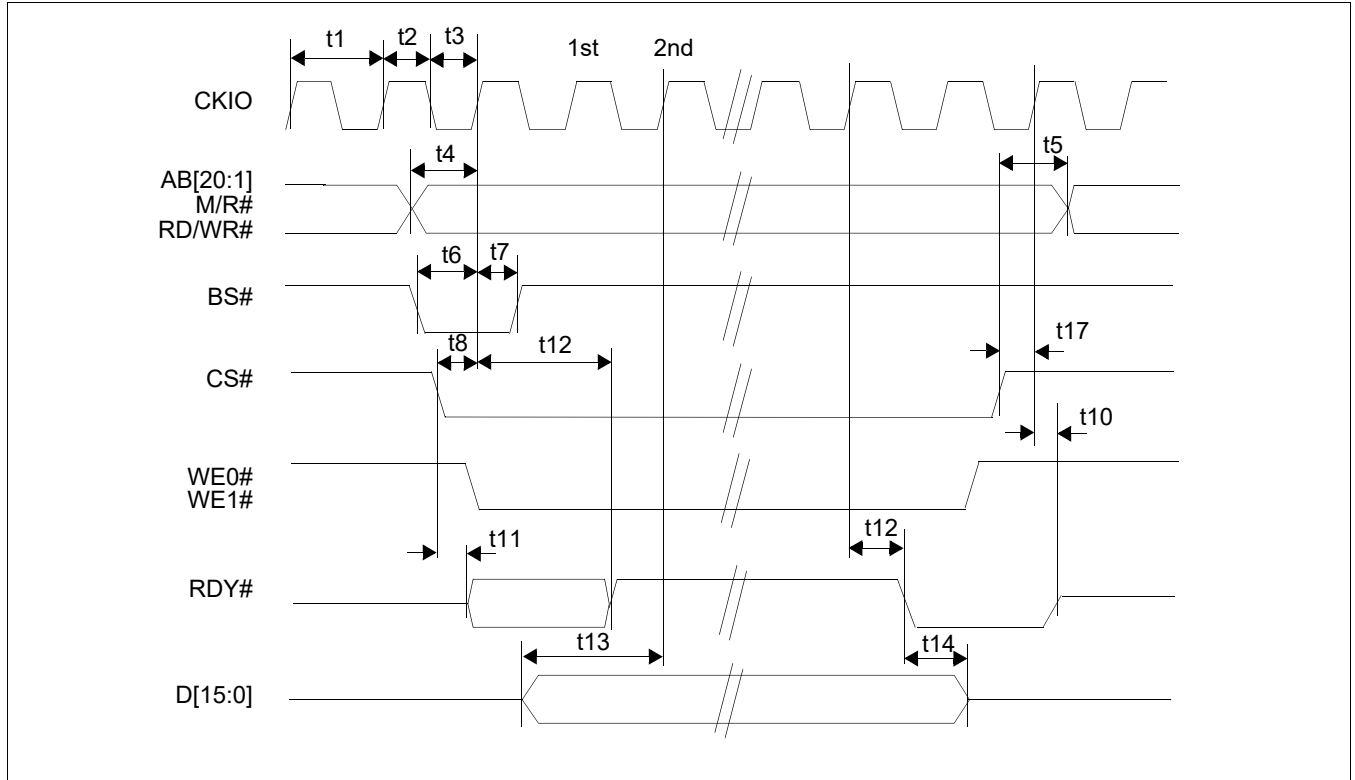 t1 t2 t3 1st 2nd
CKIO
t4 t5
AB[20:1]
M/R#
RD/WR#
t6 t7
BS#
t8 t12 t17
CS#
t10
WE0#
WE1#
t11 t12
RDY#
t13 t14
D[15:0]